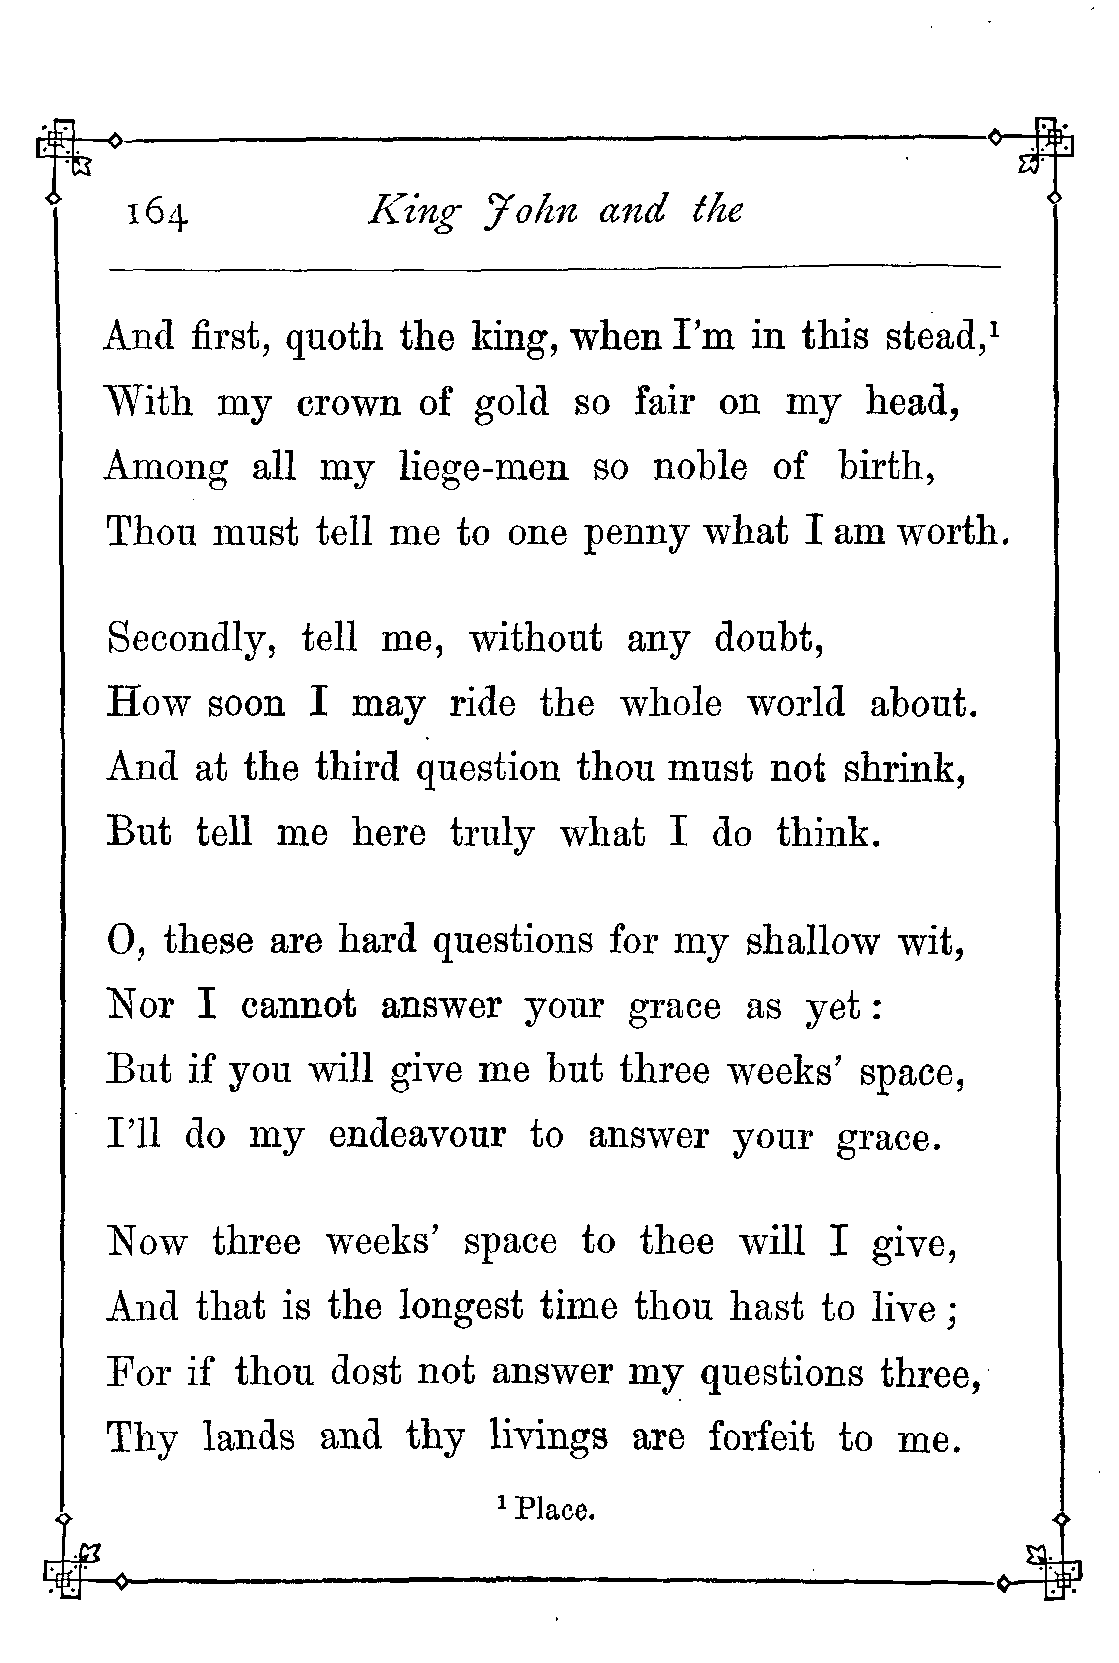 164 King John and the
And first, quoth the king, when I'm in this stead,¹
With my crown of gold so fair on my head,
Among all my liege-men so noble of birth,
Thou must tell me to one penny what I am worth.
Secondly, tell me, without any doubt,
How soon I may ride the whole world about.
And at the third question thou must not shrink,
But tell me here truly what I do think.
O, these are hard questions for my shallow wit,
Nor I cannot answer your grace as yet :
But if you will give me but three weeks' space,
I'll do my endeavour to answer your grace.
Now three weeks' space to thee will I give,
And that is the longest time thou hast to live ;
For if thou dost not answer my questions three,
Thy lands and thy livings are forfeit to me.
¹ Place.